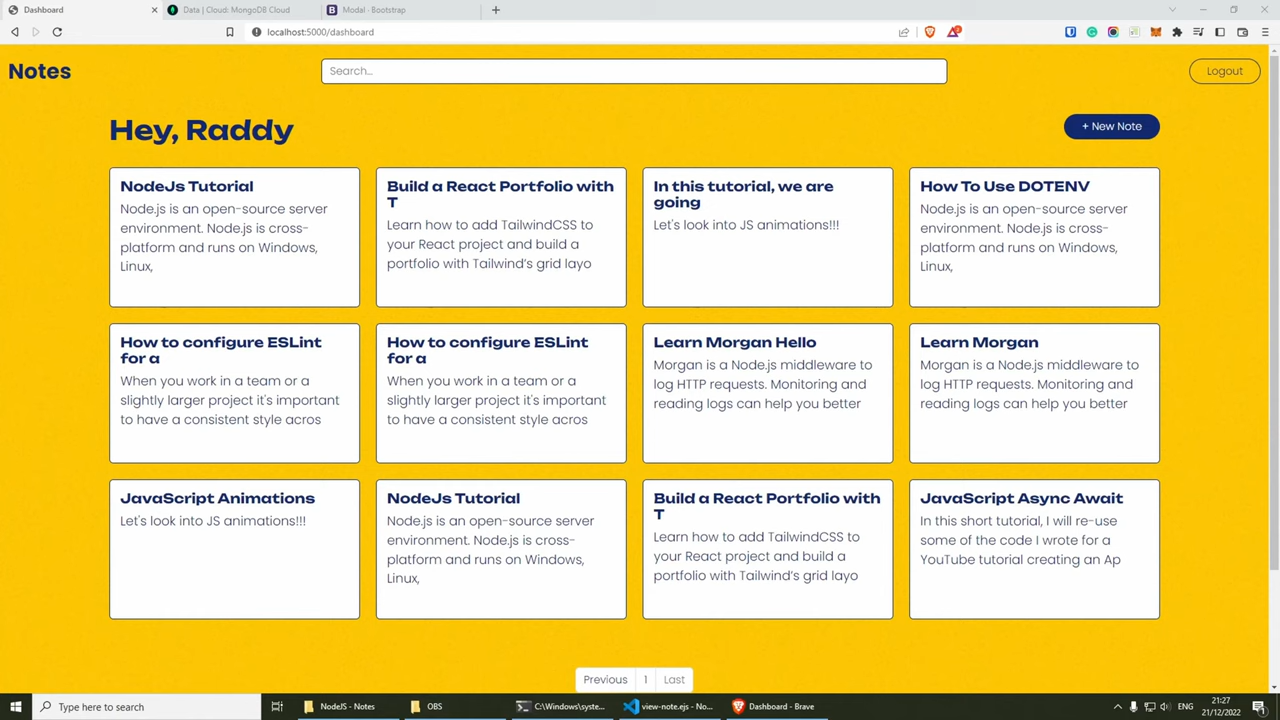 Dashboard
Data | Cloud: MongoDB Cloud
Modal · Bootstrap
localhost:5000/dashboard
Notes
Search...
Logout
Hey, Raddy
+ New Note
NodeJs Tutorial
Node.js is an open-source server
environment. Node.js is cross-
platform and runs on Windows,
Linux,
Build a React Portfolio with
T
Learn how to add TailwindCSS to
your React project and build a
portfolio with Tailwind’s grid layo
In this tutorial, we are
going
Let's look into JS animations!!!
How To Use DOTENV
Node.js is an open-source server
environment. Node.js is cross-
platform and runs on Windows,
Linux,
How to configure ESLint
for a
When you work in a team or a
slightly larger project it's important
to have a consistent style acros
How to configure ESLint
for a
When you work in a team or a
slightly larger project it's important
to have a consistent style acros
Learn Morgan Hello
Morgan is a Node.js middleware to
log HTTP requests. Monitoring and
reading logs can help you better
Learn Morgan
Morgan is a Node.js middleware to
log HTTP requests. Monitoring and
reading logs can help you better
JavaScript Animations
Let's look into JS animations!!!
NodeJs Tutorial
Node.js is an open-source server
environment. Node.js is cross-
platform and runs on Windows,
Linux,
Build a React Portfolio with
T
Learn how to add TailwindCSS to
your React project and build a
portfolio with Tailwind’s grid layo
JavaScript Async Await
In this short tutorial, I will re-use
some of the code I wrote for a
YouTube tutorial creating an Ap
Previous 1 Last
Type here to search
NodeJS - Notes
OBS
C:\Windows\syste...
view-note.ejs - No...
Dashboard - Brave
ENG
21:27
21/12/2022